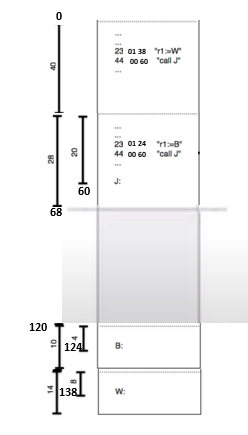 0
...
...
23 01 38 "r1:=W"
44 00 60 "call J"
...
40
...
...
23 01 24 "r1:=B"
44 00 60 "call J"
J:
28
20
60
68
120
10
4
124
B:
14
8
138
W: